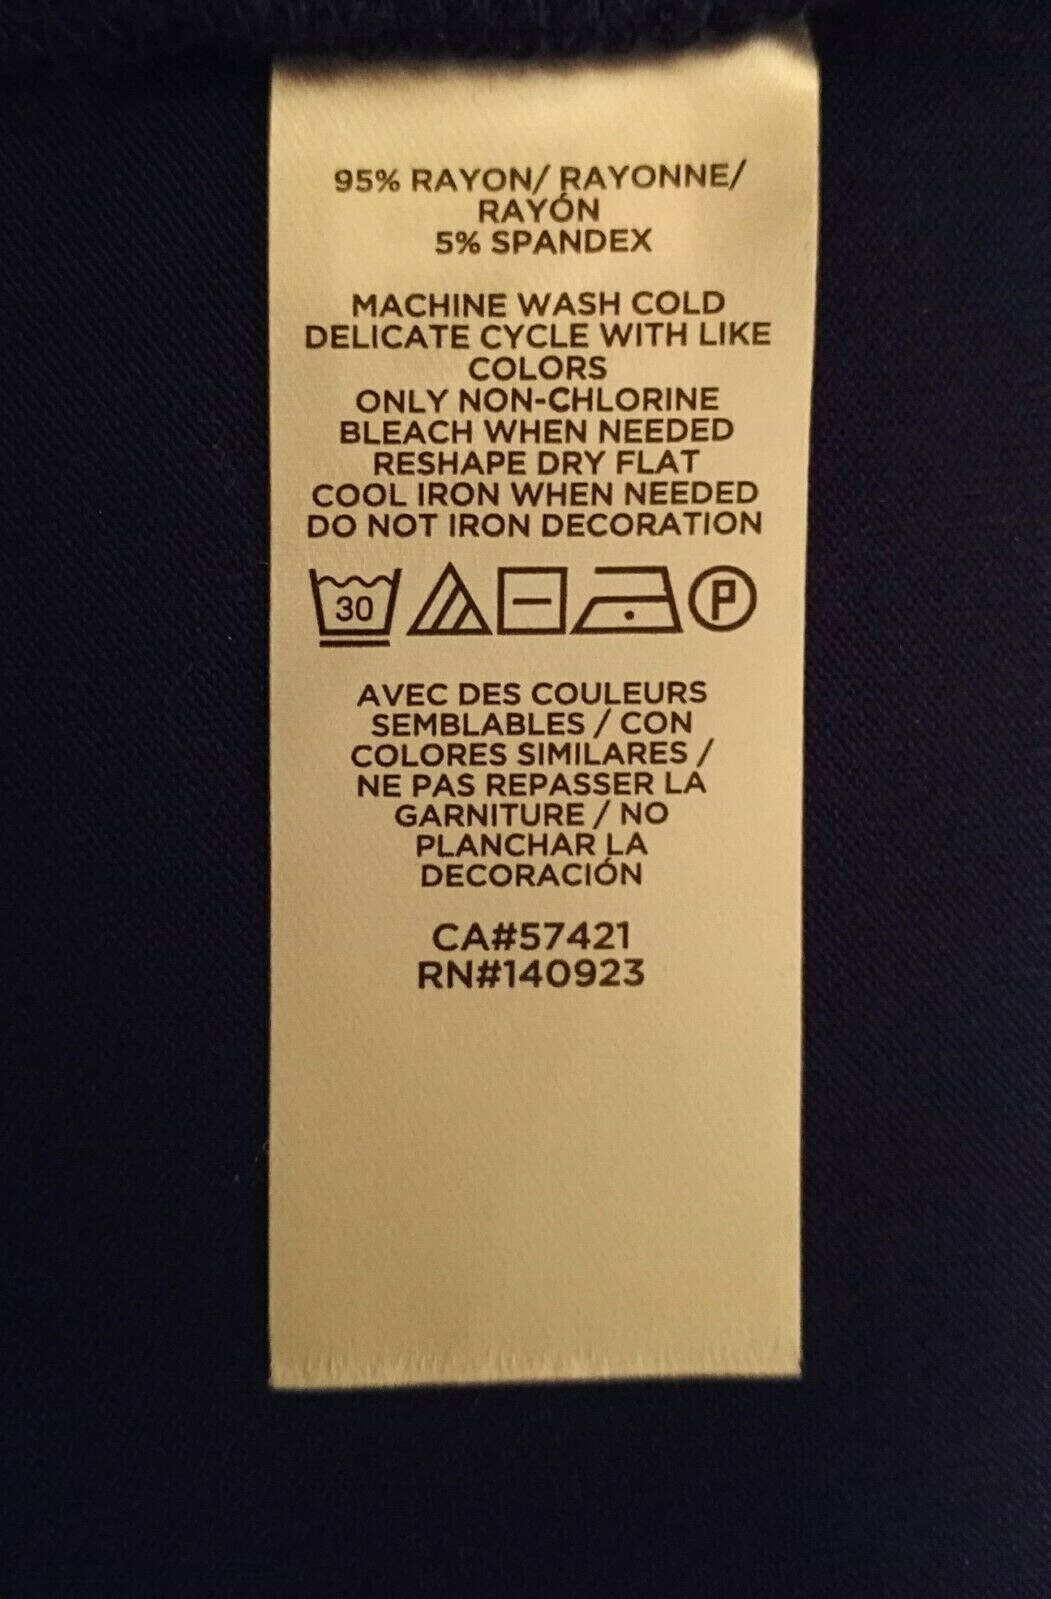 95% RAYON/ RAYONNE/
RAYÓN
5% SPANDEX
MACHINE WASH COLD
DELICATE CYCLE WITH LIKE
COLORS
ONLY NON-CHLORINE
BLEACH WHEN NEEDED
RESHAPE DRY FLAT
COOL IRON WHEN NEEDED
DO NOT IRON DECORATION
30 P
AVEC DES COULEURS
SEMBLABLES / CON
COLORES SIMILARES /
NE PAS REPASSER LA
GARNITURE / NO
PLANCHAR LA
DECORACIÓN
CA#57421
RN#140923